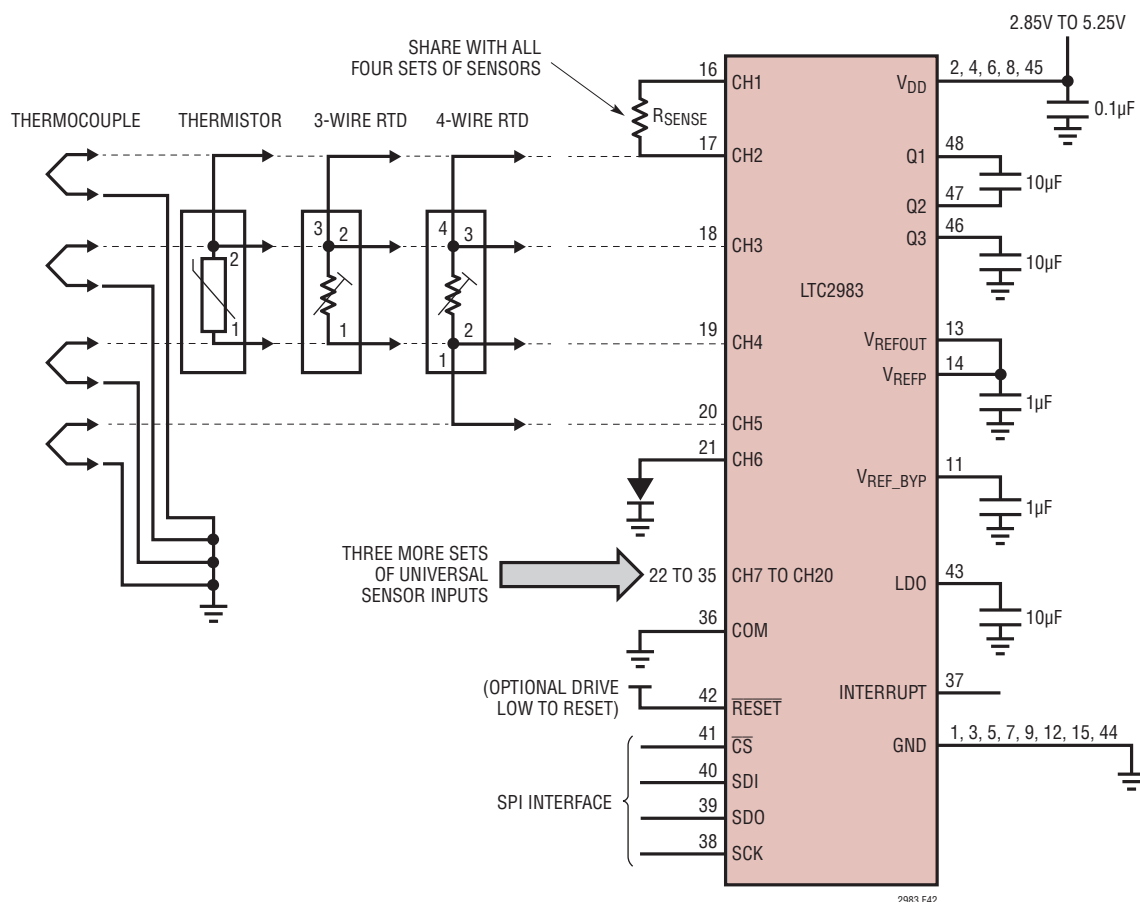 2.85V TO 5.25V
SHARE WITH ALL
FOUR SETS OF SENSORS
THERMOCOUPLE
THERMISTOR
3-WIRE RTD
4-WIRE RTD
2
1
3
2
1
4
3
2
1
RSENSE
16
CH1
17
CH2
18
CH3
19
CH4
20
CH5
21
CH6
THREE MORE SETS
OF UNIVERSAL
SENSOR INPUTS
22 TO 35
CH7 TO CH20
36
COM
(OPTIONAL DRIVE
LOW TO RESET)
42
RESET
SPI INTERFACE
41
CS
40
SDI
39
SDO
38
SCK
LTC2983
VDD
2, 4, 6, 8, 45
0.1µF
Q1
48
10µF
Q2
47
Q3
46
10µF
VREFOUT
13
VREFP
14
1µF
VREF_BYP
11
1µF
LDO
43
10µF
INTERRUPT
37
GND
1, 3, 5, 7, 9, 12, 15, 44
2983 F42